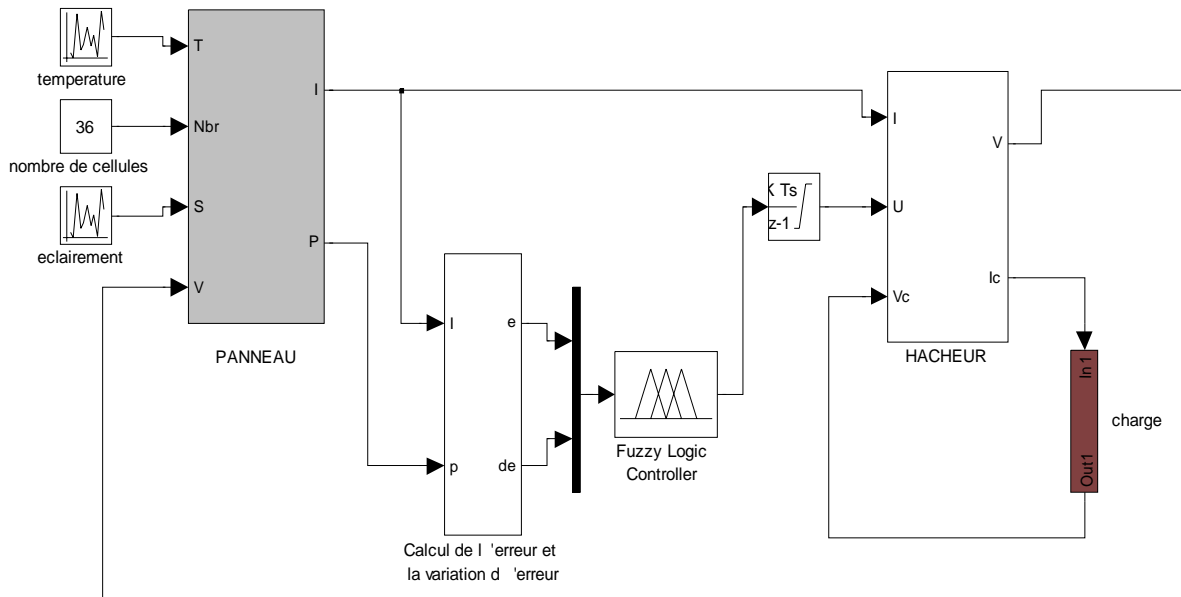 T
temperature
I
Nbr
36
nombre de cellules
S
eclairement
P
V
PANNEAU
I
e
p
de
Calcul de l 'erreur et
la variation d 'erreur
Fuzzy Logic
Controller
K Ts
z-1
I
V
U
Ic
Vc
HACHEUR
In1
charge
Out1